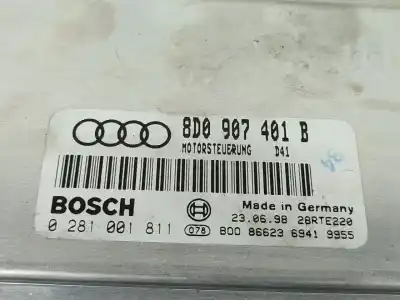 8D0 907 401 B
MOTORSTEUERUNG D41
BOSCH
Made in Germany
23.06.98 28RTE220
0 281 001 811 078 B00 86623 6941 9955